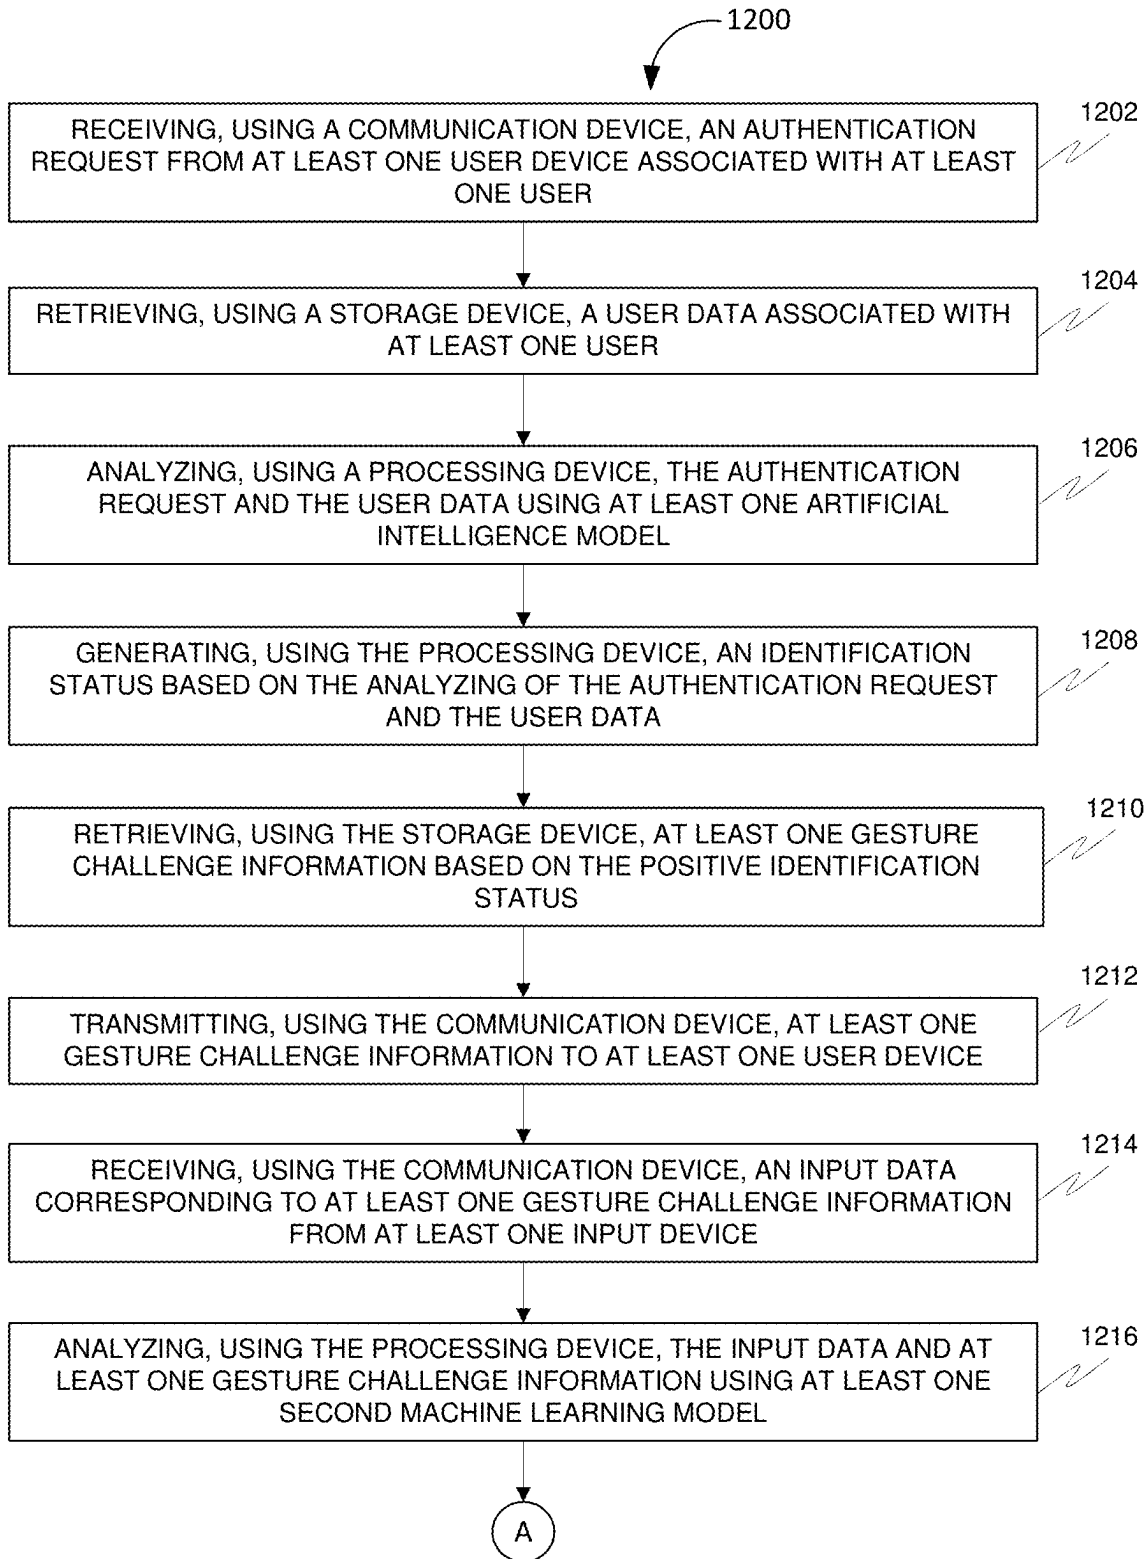 1200
1202
RECEIVING, USING A COMMUNICATION DEVICE, AN AUTHENTICATION
REQUEST FROM AT LEAST ONE USER DEVICE ASSOCIATED WITH AT LEAST
ONE USER
1204
RETRIEVING, USING A STORAGE DEVICE, A USER DATA ASSOCIATED WITH
AT LEAST ONE USER
1206
ANALYZING, USING A PROCESSING DEVICE, THE AUTHENTICATION
REQUEST AND THE USER DATA USING AT LEAST ONE ARTIFICIAL
INTELLIGENCE MODEL
1208
GENERATING, USING THE PROCESSING DEVICE, AN IDENTIFICATION
STATUS BASED ON THE ANALYZING OF THE AUTHENTICATION REQUEST
AND THE USER DATA
1210
RETRIEVING, USING THE STORAGE DEVICE, AT LEAST ONE GESTURE
CHALLENGE INFORMATION BASED ON THE POSITIVE IDENTIFICATION
STATUS
1212
TRANSMITTING, USING THE COMMUNICATION DEVICE, AT LEAST ONE
GESTURE CHALLENGE INFORMATION TO AT LEAST ONE USER DEVICE
1214
RECEIVING, USING THE COMMUNICATION DEVICE, AN INPUT DATA
CORRESPONDING TO AT LEAST ONE GESTURE CHALLENGE INFORMATION
FROM AT LEAST ONE INPUT DEVICE
1216
ANALYZING, USING THE PROCESSING DEVICE, THE INPUT DATA AND AT
LEAST ONE GESTURE CHALLENGE INFORMATION USING AT LEAST ONE
SECOND MACHINE LEARNING MODEL
A